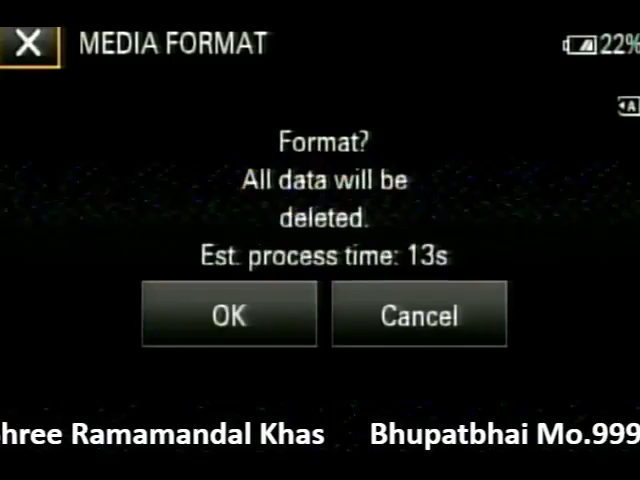 X MEDIA FORMAT 22%
A
Format?
All data will be
deleted.
Est. process time: 13s
OK Cancel
hree Ramamandal Khas Bhupatbhai Mo.999